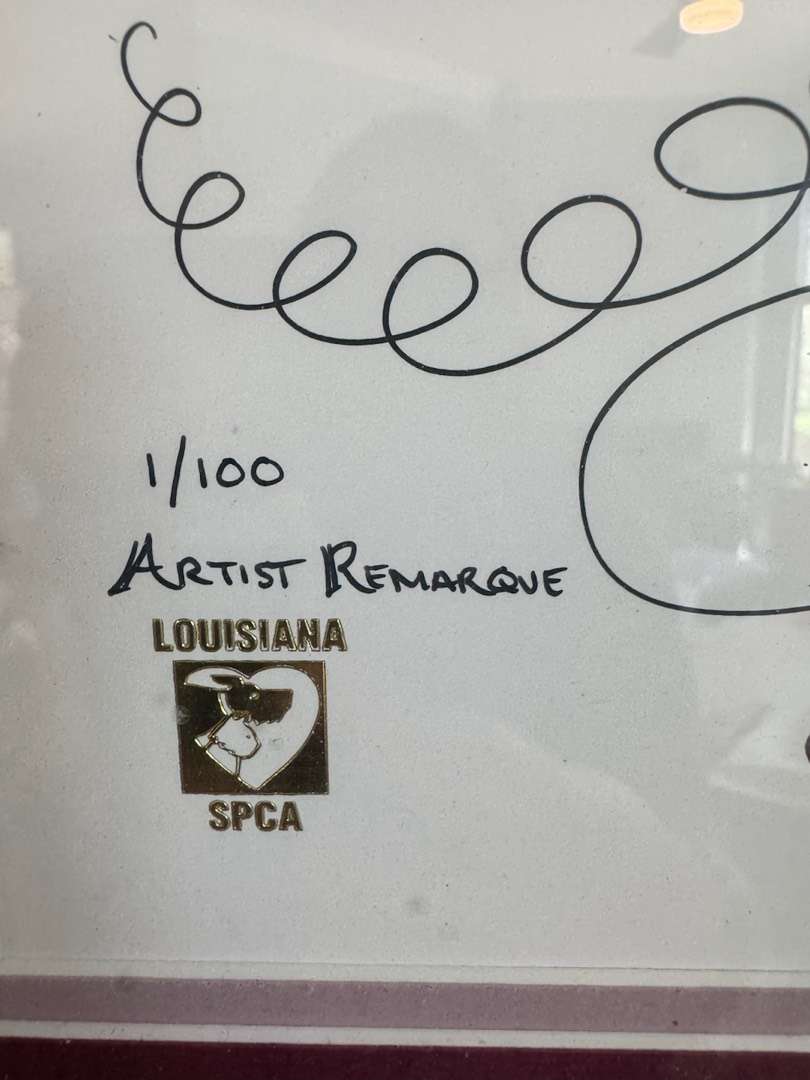 1/100
ARTIST REMARQUE
LOUISIANA
SPCA